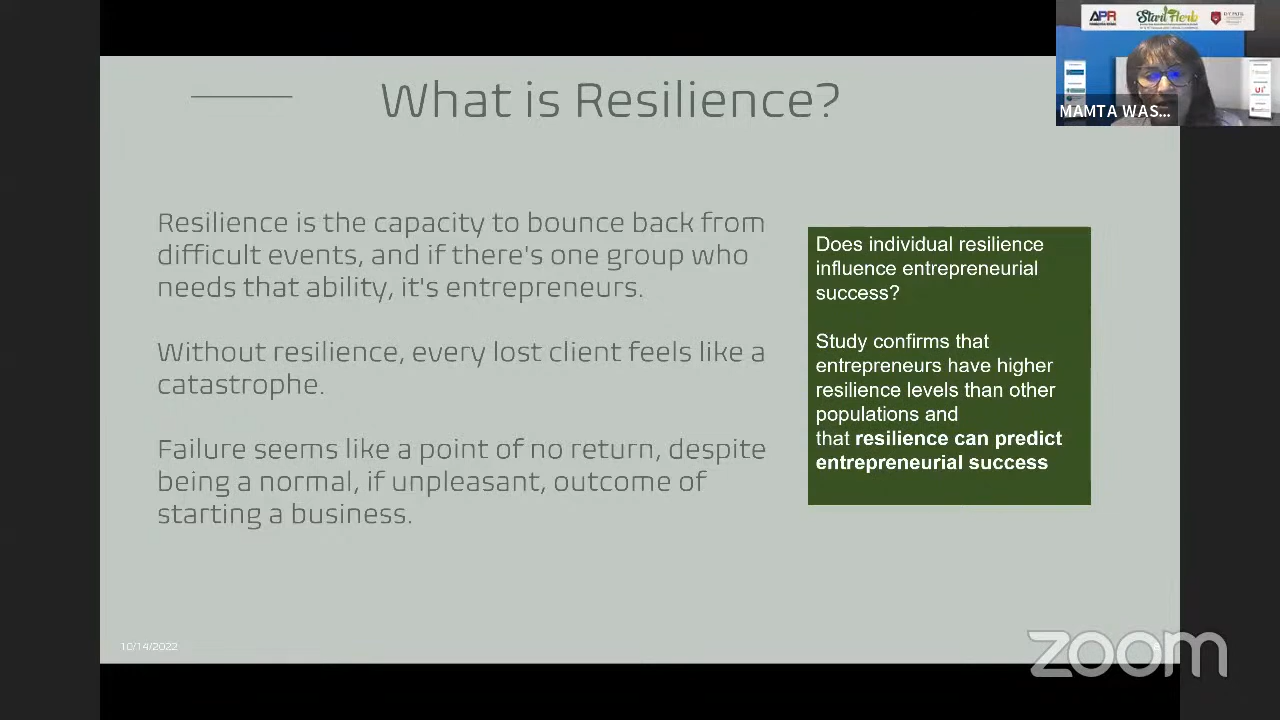 What is Resilience?
APR
Start Herb
MAMTA WAS...
Resilience is the capacity to bounce back from
difficult events, and if there's one group who
needs that ability, it's entrepreneurs.
Without resilience, every lost client feels like a
catastrophe.
Failure seems like a point of no return, despite
being a normal, if unpleasant, outcome of
starting a business.
Does individual resilience
influence entrepreneurial
success?
Study confirms that
entrepreneurs have higher
resilience levels than other
populations and
that resilience can predict
entrepreneurial success
10/14/2022
zoom